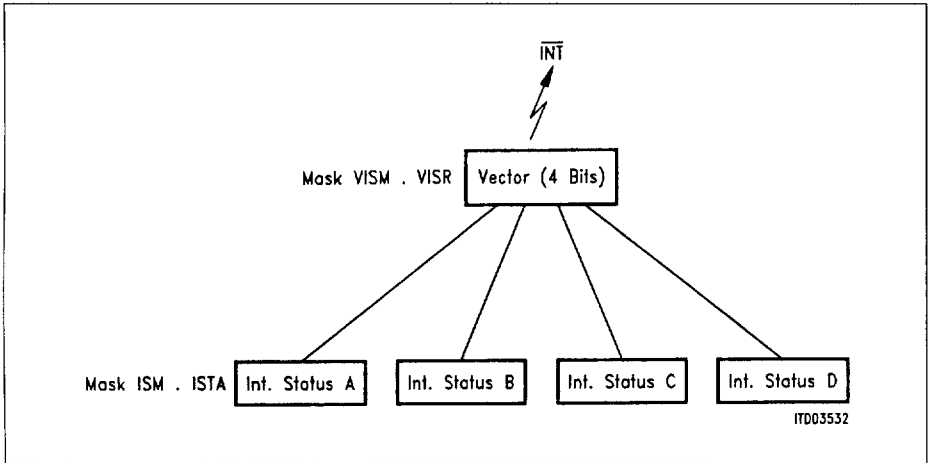 INT
Mask VISM . VISR Vector (4 Bits)
Mask ISM . ISTA Int. Status A Int. Status B Int. Status C Int. Status D
ITD03532